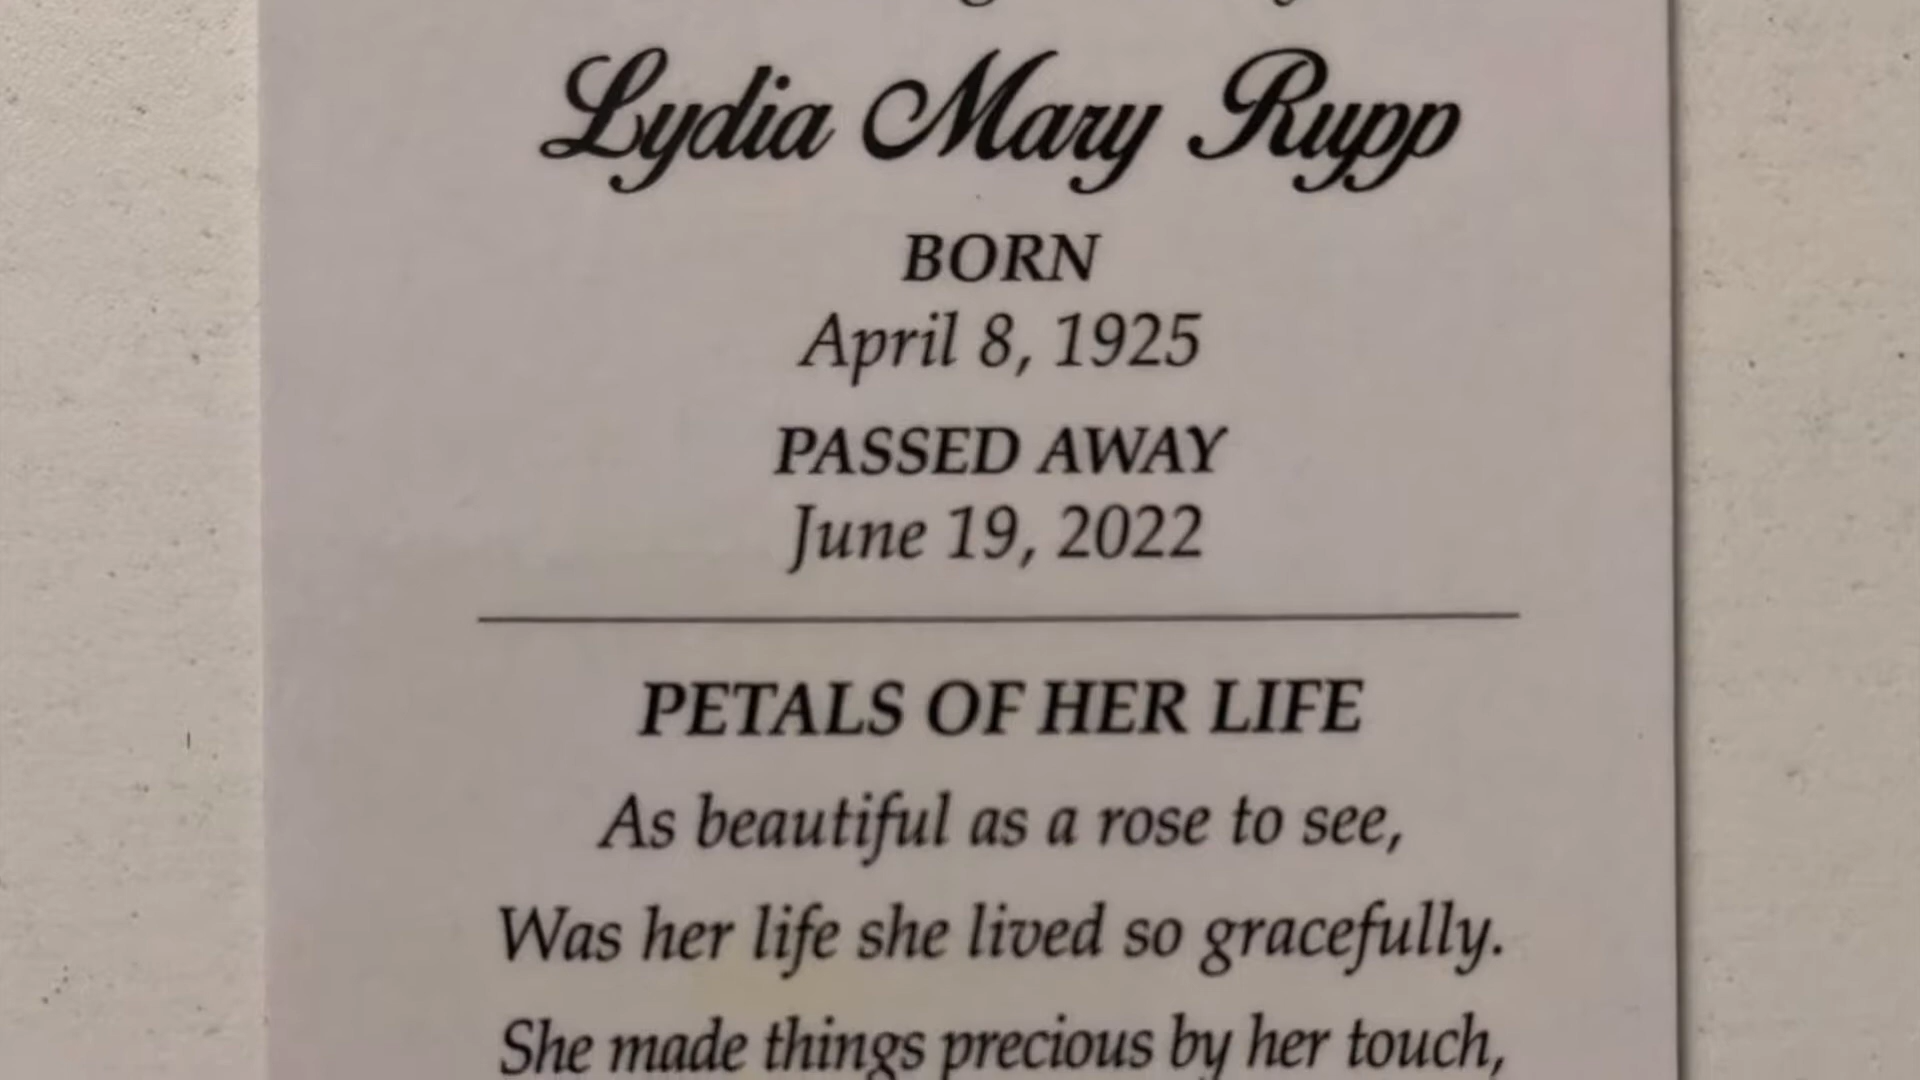 Lydia Mary Rupp
BORN
April 8, 1925
PASSED AWAY
June 19, 2022
PETALS OF HER LIFE
As beautiful as a rose to see,
Was her life she lived so gracefully.
She made things precious by her touch,